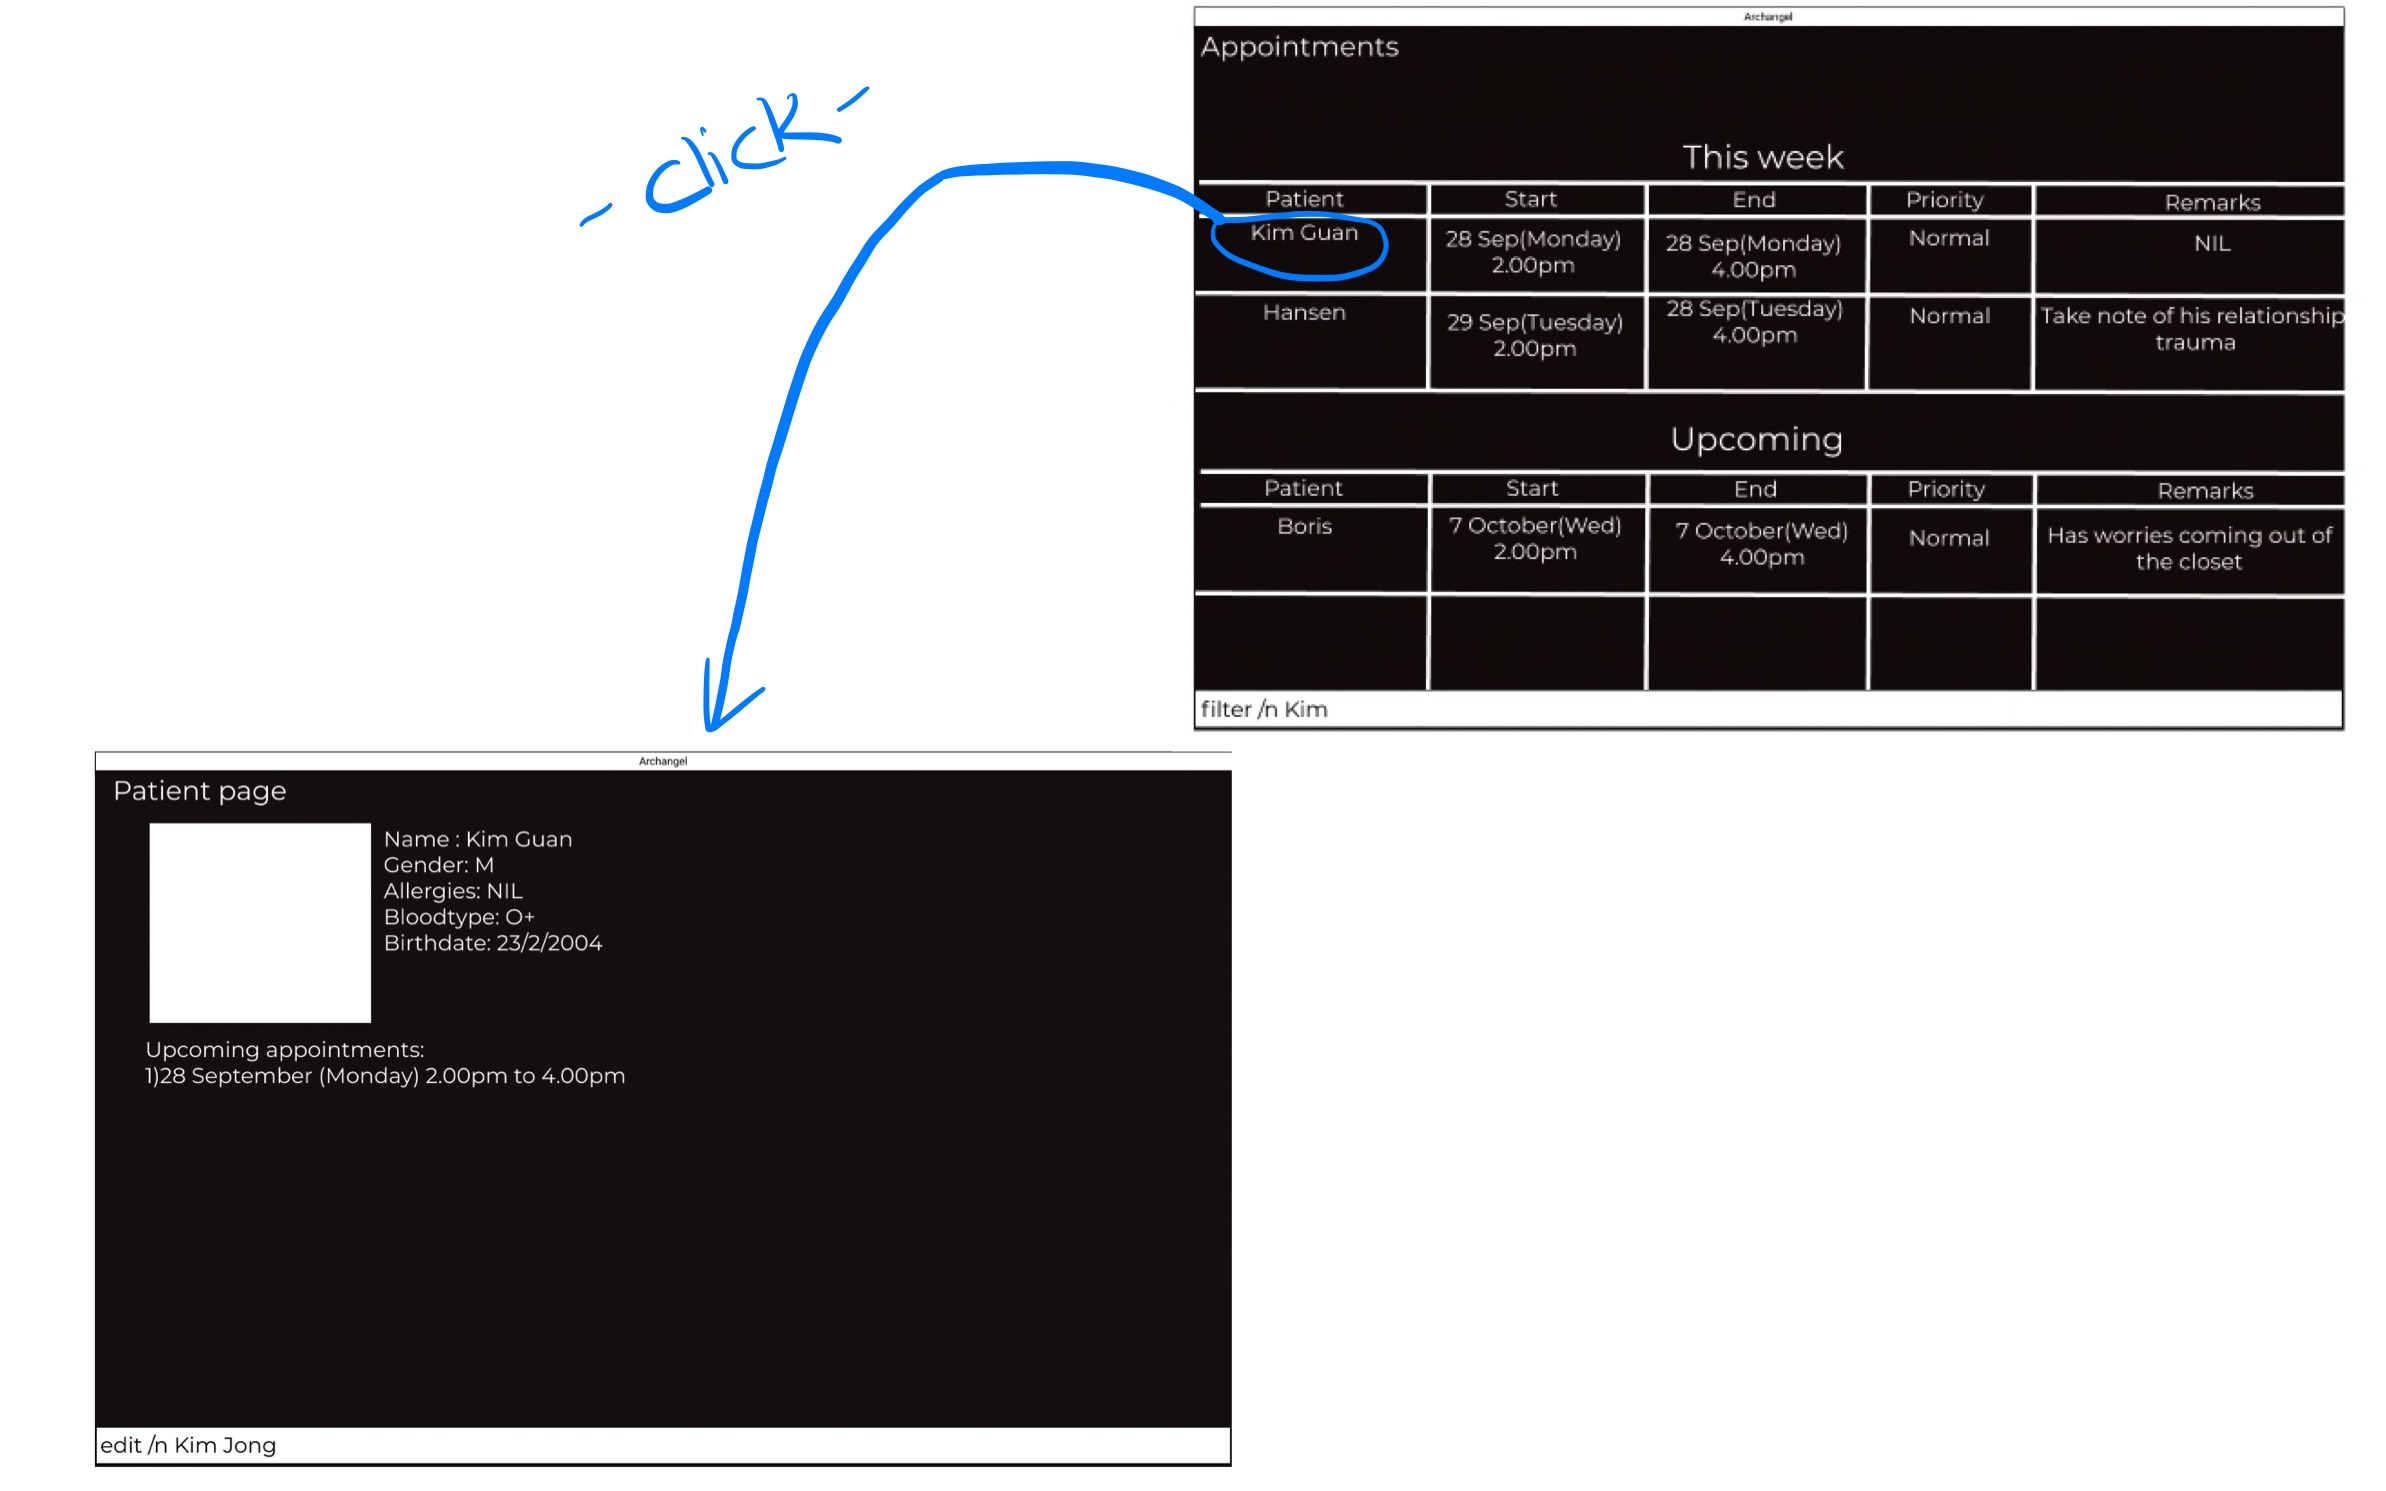 Archangel
Appointments
- click -
This week
Patient Start End Priority Remarks
Kim Guan 28 Sep(Monday) 28 Sep(Monday) Normal NIL
2.00pm 4.00pm
Hansen 29 Sep(Tuesday) 28 Sep(Tuesday) Normal Take note of his relationship
2.00pm 4.00pm trauma
Upcoming
Patient Start End Priority Remarks
Boris 7 October(Wed) 7 October(Wed) Normal Has worries coming out of
2.00pm 4.00pm the closet
filter /n Kim
Archangel
Patient page
Name : Kim Guan
Gender: M
Allergies: NIL
Bloodtype: O+
Birthdate: 23/2/2004
Upcoming appointments:
1)28 September (Monday) 2.00pm to 4.00pm
edit /n Kim Jong